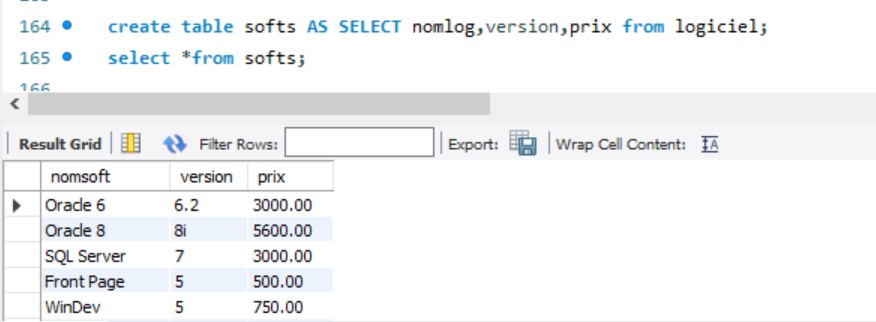 164 create table softs AS SELECT nomlog,version,prix from logiciel;
165 select *from softs;
166
Result Grid Filter Rows: Export: Wrap Cell Content:
nomsoft version prix
Oracle 6 6.2 3000.00
Oracle 8 8i 5600.00
SQL Server 7 3000.00
Front Page 5 500.00
WinDev 5 750.00